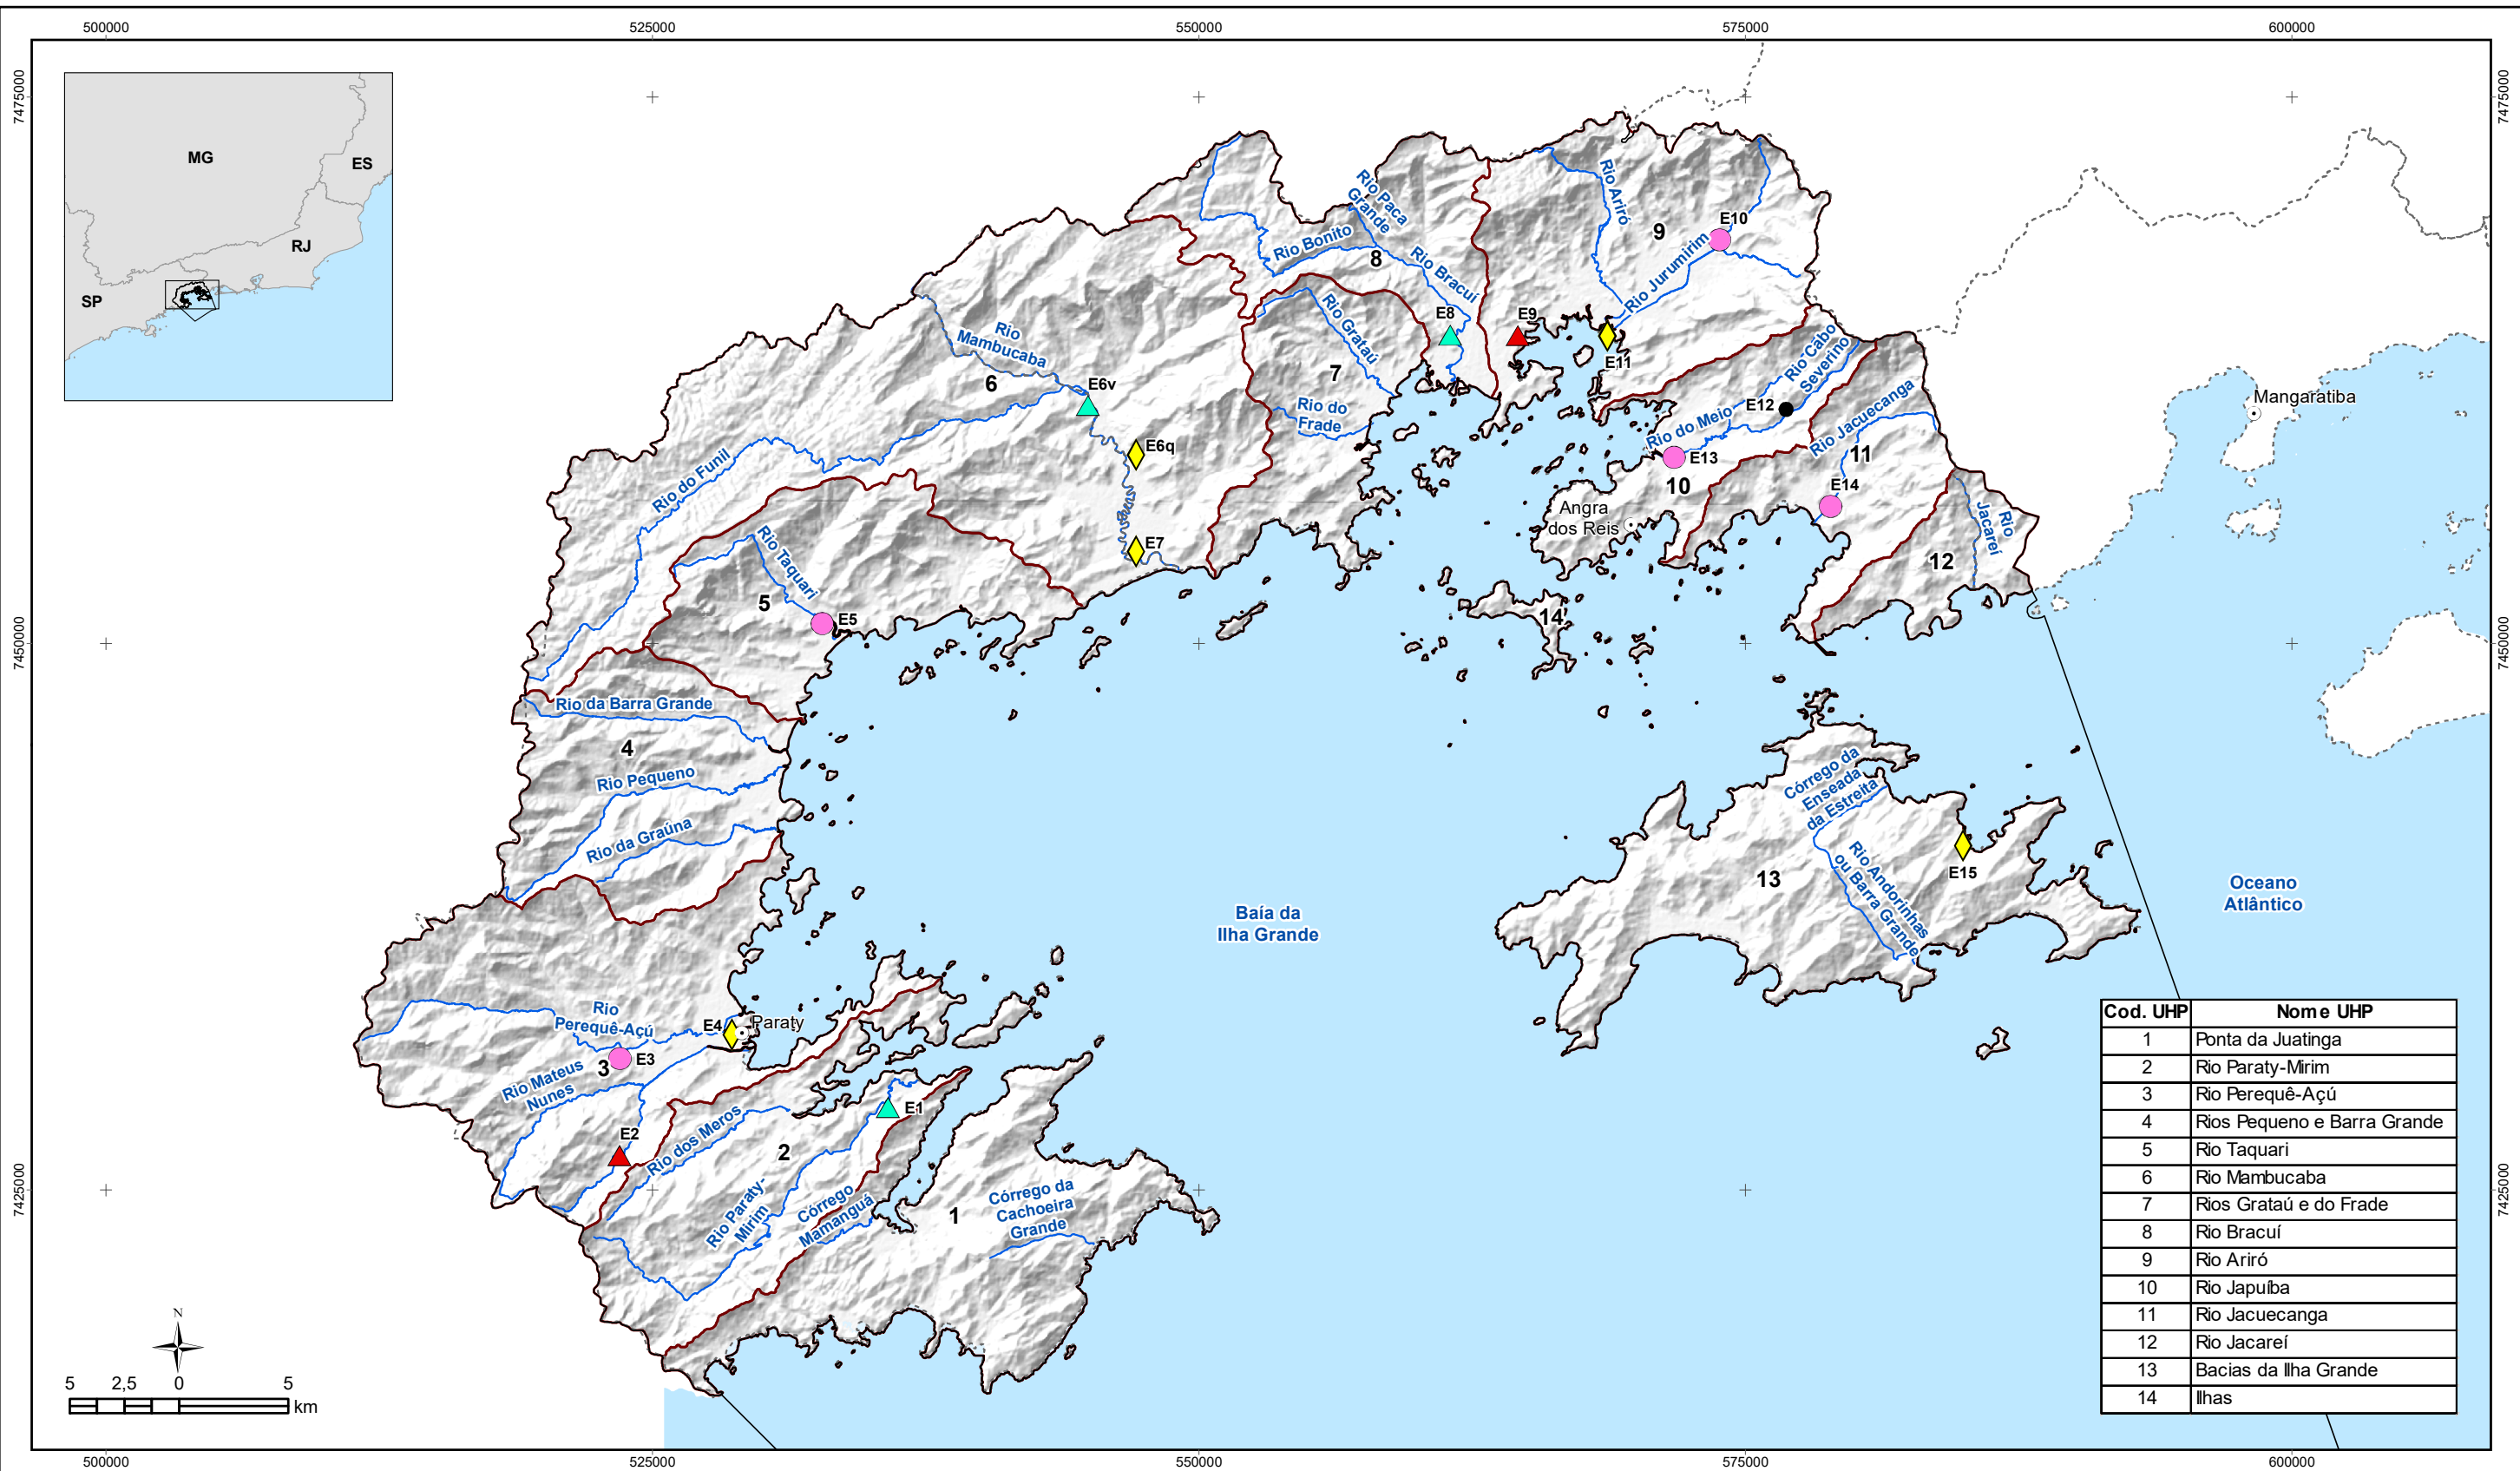 500000
525000
550000
575000
600000
7475000
7475000
MG
ES
RJ
SP
Rio Paca
Grande
Rio Ariró
E10
9
Rio Bonito
8
Rio Bracuí
Rio Jurumirim
Rio Grataú
E8
E9
E11
Rio
Mambucaba
6
E6v
7
Rio do
Frade
Rio Cabo
Severino
E12
Rio do Meio
Rio Jacuecanga
Mangaratiba
E6q
E13
11
Rio do Funil
10
E14
Angra
dos Reis
Rio
Jacareí
Rio Taquari
E7
12
5
E5
14
7450000
7450000
Rio da Barra Grande
4
Rio Pequeno
Rio da Graúna
Córrego da
Enseada
da Estreita
E15
13
Rio Andorinhas
ou Barra Grande
Baía da
Ilha Grande
Oceano
Atlântico
Rio
Perequê-Açú
E4
Paraty
E3
3
Rio Mateus
Nunes
E2
Rio dos Meros
E1
2
Rio Paraty-
Mirim
Córrego
Mamanguá
1
Córrego da
Cachoeira
Grande
7425000
7425000
N
5 2,5 0 5
km
Cod. UHP Nome UHP
1 Ponta da Juatinga
2 Rio Paraty-Mirim
3 Rio Perequê-Açú
4 Rios Pequeno e Barra Grande
5 Rio Taquari
6 Rio Mambucaba
7 Rios Grataú e do Frade
8 Rio Bracuí
9 Rio Ariró
10 Rio Japuíba
11 Rio Jacuecanga
12 Rio Jacareí
13 Bacias da Ilha Grande
14 Ilhas
500000
525000
550000
575000
600000